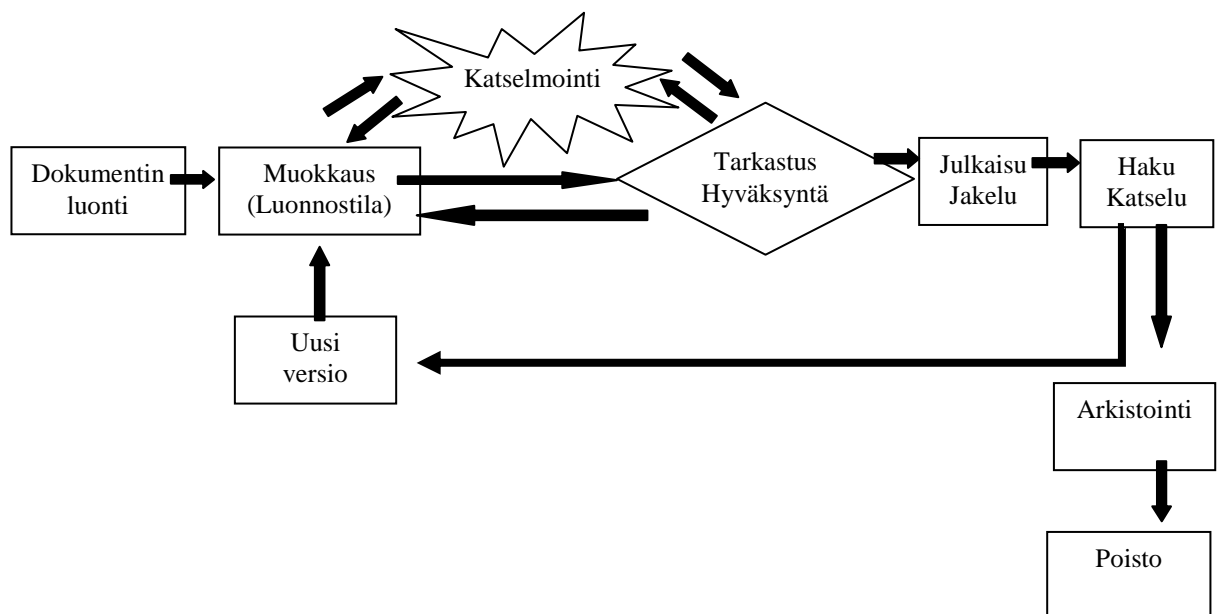 Katselmointi
Dokumentin
luonti
Muokkaus
(Luonnostila)
Tarkastus
Hyväksyntä
Julkaisu
Jakelu
Haku
Katselu
Uusi
versio
Arkistointi
Poisto